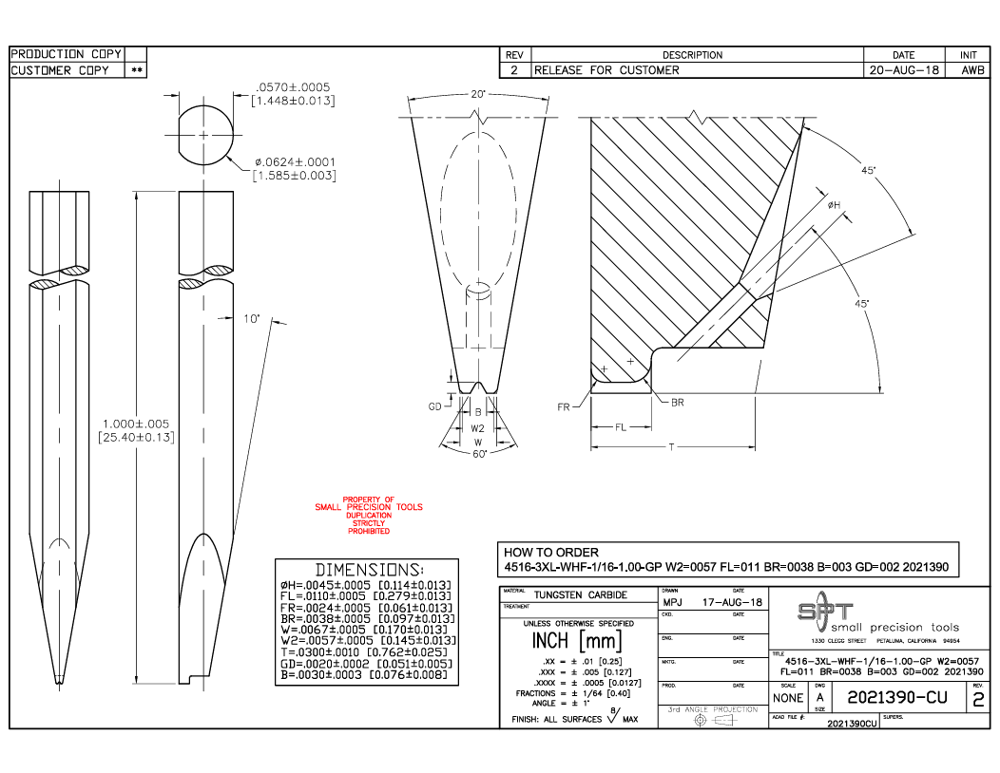 PRODUCTION COPY
CUSTOMER COPY **
REV DESCRIPTION DATE INIT
2 RELEASE FOR CUSTOMER 20-AUG-18 AWB
.0570±.0005
[1.448±0.013]
ø.0624±.0001
[1.585±0.003]
10°
1.000±.005
[25.40±0.13]
20°
GD
B
W2
W
60°
45°
øH
45°
FR
BR
FL
T
PROPERTY OF
SMALL PRECISION TOOLS
DUPLICATION
STRICTLY
PROHIBITED
DIMENSIONS:
øH=.0045±.0005 [0.114±0.013]
FL=.0110±.0005 [0.279±0.013]
FR=.0024±.0005 [0.061±0.013]
BR=.0038±.0005 [0.097±0.013]
W=.0067±.0005 [0.170±0.013]
W2=.0057±.0005 [0.145±0.013]
T=.0300±.0010 [0.762±0.025]
GD=.0020±.0002 [0.051±0.005]
B=.0030±.0003 [0.076±0.008]
HOW TO ORDER
4516-3XL-WHF-1/16-1.00-GP W2=0057 FL=011 BR=0038 B=003 GD=002 2021390
MATERIAL TUNGSTEN CARBIDE
TREATMENT
UNLESS OTHERWISE SPECIFIED
INCH [mm]
.XX = ± .01 [0.25]
.XXX = ± .005 [0.127]
.XXXX = ± .0005 [0.0127]
FRACTIONS = ± 1/64 [0.40]
ANGLE = ± 1°
FINISH: ALL SURFACES 8/ MAX
DRAWN DATE
MPJ 17-AUG-18
CKD. DATE
ENG. DATE
MKTG. DATE
PROD. DATE
3rd ANGLE PROJECTION
SPT
small precision tools
1330 CLEGG STREET PETALUMA, CALIFORNIA 94954
TITLE
4516-3XL-WHF-1/16-1.00-GP W2=0057
FL=011 BR=0038 B=003 GD=002 2021390
SCALE
NONE
DWG
A
SIZE
2021390-CU
REV.
2
ACAD FILE #:
2021390CU
SUPERS.